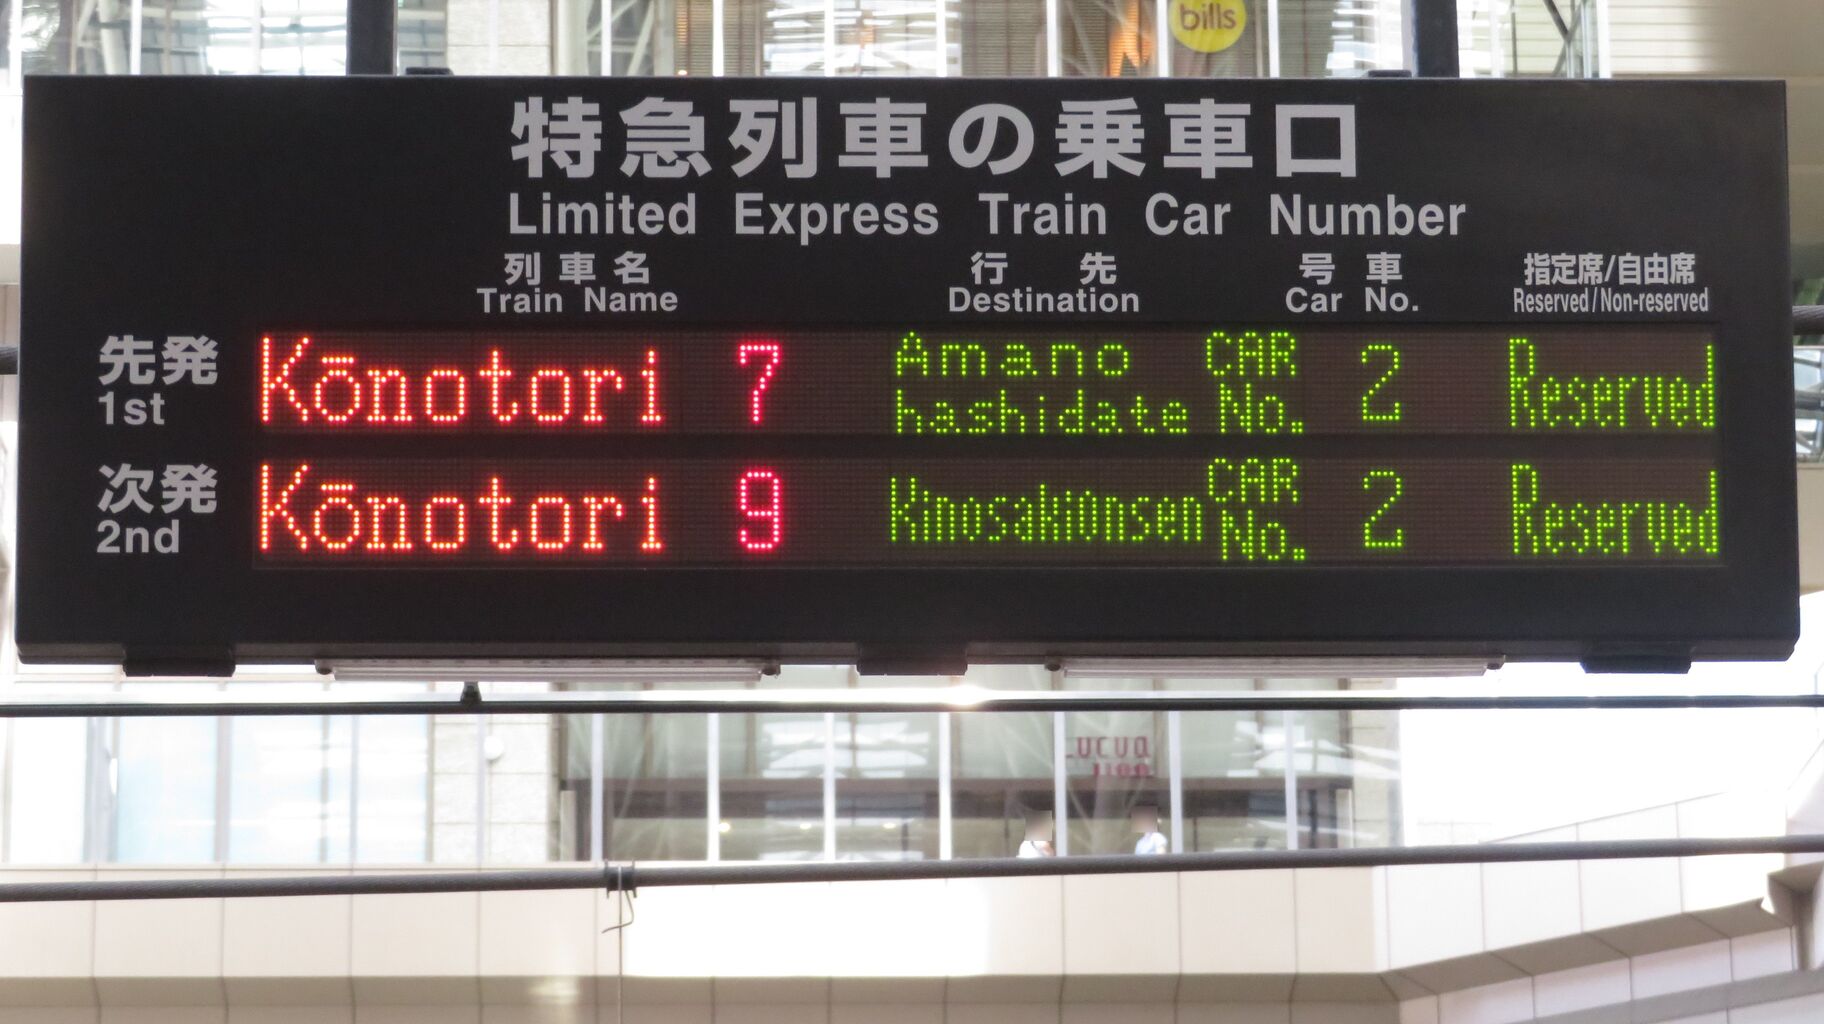 bills
特急列車の乗車口
Limited Express Train Car Number
列車名 行先 号車 指定席/自由席
Train Name Destination Car No. Reserved/Non-reserved
先発
1st
Kōnotori 7 Amano hashidate CAR No. 2 Reserved
次発
2nd
Kōnotori 9 KinosakiOnsen CAR No. 2 Reserved
LUCUA
1100